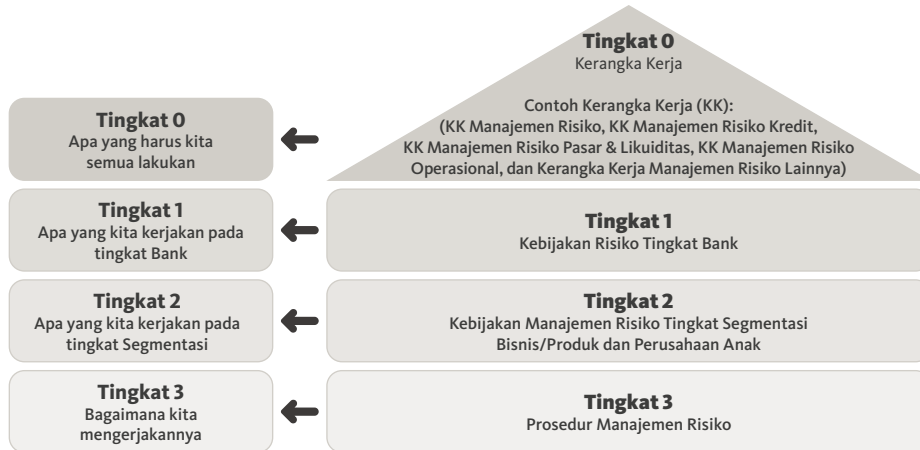 Tingkat 0
Kerangka Kerja
Contoh Kerangka Kerja (KK):
(KK Manajemen Risiko, KK Manajemen Risiko Kredit,
KK Manajemen Risiko Pasar & Likuiditas, KK Manajemen Risiko
Operasional, dan Kerangka Kerja Manajemen Risiko Lainnya)
Tingkat 0
Apa yang harus kita
semua lakukan
Tingkat 1
Apa yang kita kerjakan pada
tingkat Bank
Tingkat 1
Kebijakan Risiko Tingkat Bank
Tingkat 2
Apa yang kita kerjakan pada
tingkat Segmentasi
Tingkat 2
Kebijakan Manajemen Risiko Tingkat Segmentasi
Bisnis/Produk dan Perusahaan Anak
Tingkat 3
Bagaimana kita
mengerjakannya
Tingkat 3
Prosedur Manajemen Risiko